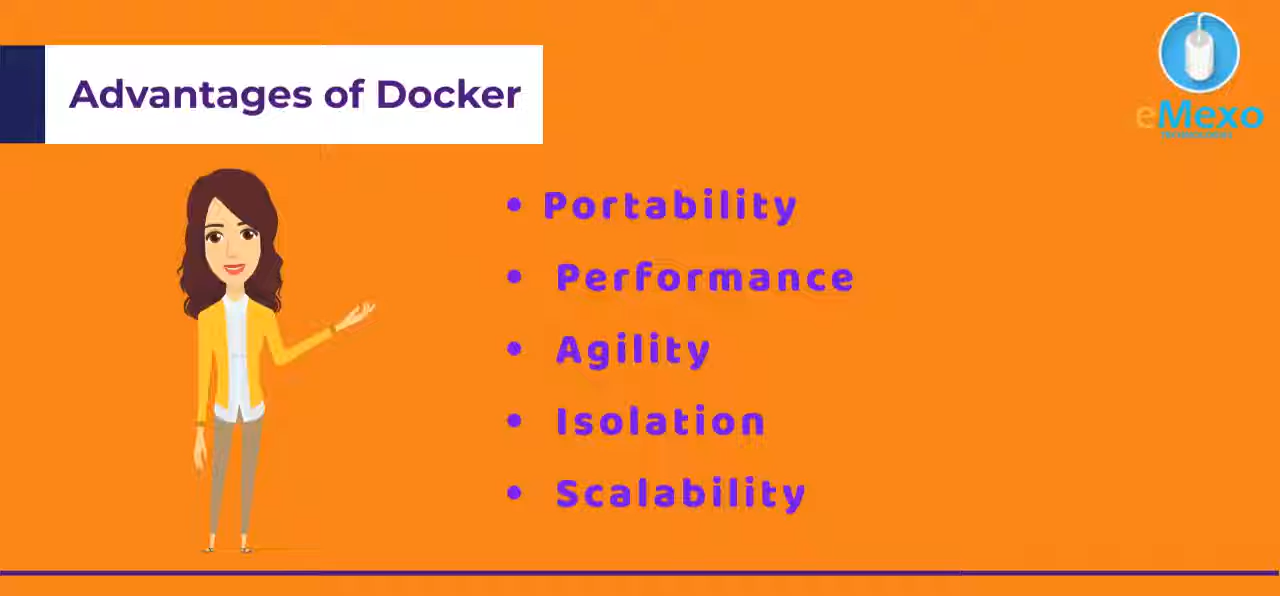 Advantages of Docker
eMexo
• Portability
• Performance
• Agility
• Isolation
• Scalability